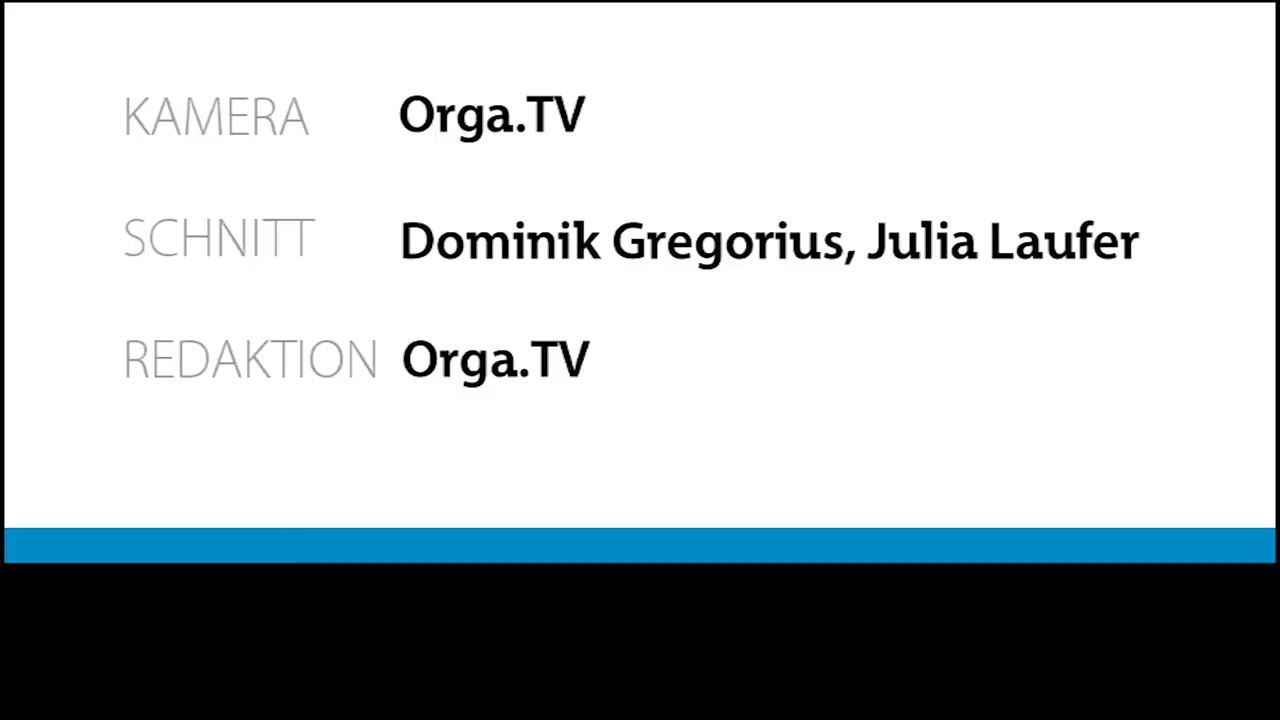 KAMERA Orga.TV
SCHNITT Dominik Gregorius, Julia Laufer
REDAKTION Orga.TV